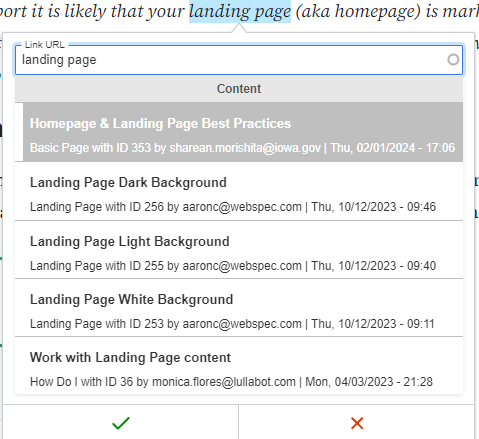 port it is likely that your landing page (aka homepage) is mark
Link URL
landing page
Content
Homepage & Landing Page Best Practices
Basic Page with ID 353 by sharean.morishita@iowa.gov | Thu, 02/01/2024 - 17:06
Landing Page Dark Background
Landing Page with ID 256 by aaronc@webspec.com | Thu, 10/12/2023 - 09:46
Landing Page Light Background
Landing Page with ID 255 by aaronc@webspec.com | Thu, 10/12/2023 - 09:40
Landing Page White Background
Landing Page with ID 253 by aaronc@webspec.com | Thu, 10/12/2023 - 09:11
Work with Landing Page content
How Do I with ID 36 by monica.flores@lullabot.com | Mon, 04/03/2023 - 21:28